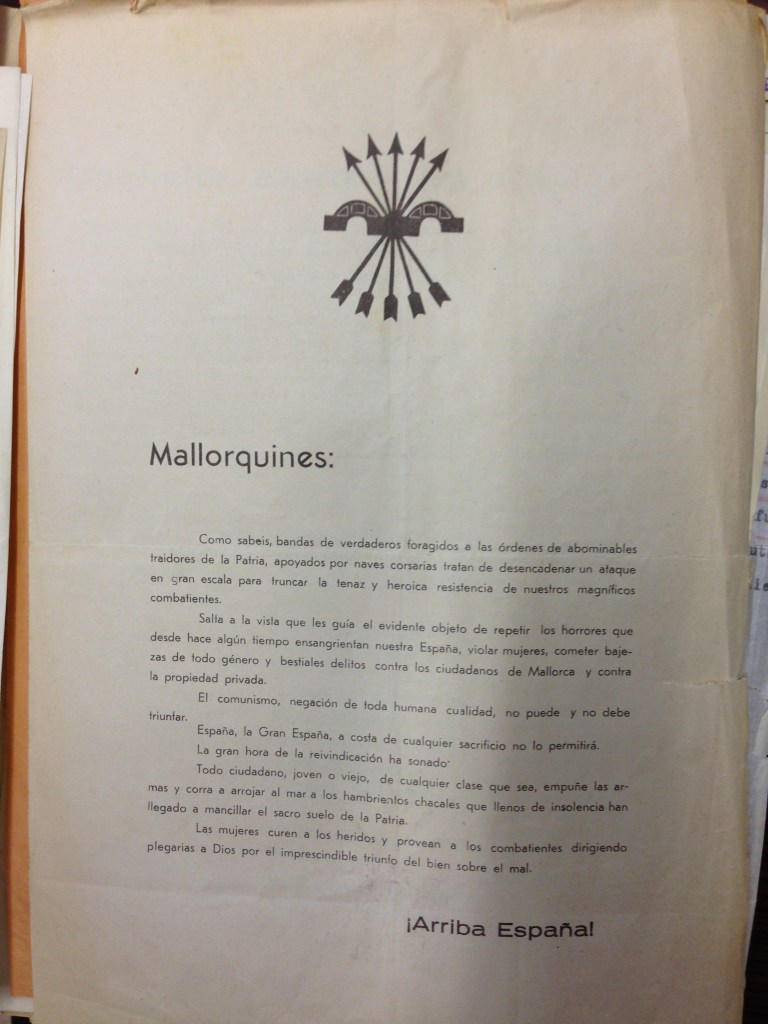 Mallorquines:
Como sabeis, bandas de verdaderos foragidos a las órdenes de abominables
traidores de la Patria, apoyados por naves corsarias tratan de desencadenar un ataque
en gran escala para truncar la tenaz y heroica resistencia de nuestros magníficos
combatientes.
Salta a la vista que les guía el evidente objeto de repetir los horrores que
desde hace algún tiempo ensangrientan nuestra España, violar mujeres, cometer baje-
zas de todo género y bestiales delitos contra los ciudadanos de Mallorca y contra
la propiedad privada.
El comunismo, negación de toda humana cualidad, no puede y no debe
triunfar.
España, la Gran España, a costa de cualquier sacrificio no lo permitirá.
La gran hora de la reivindicación ha sonado.
Todo ciudadano, joven o viejo, de cualquier clase que sea, empuñe las ar-
mas y corra a arrojar al mar a los hambrientos chacales que llenos de insolencia han
llegado a mancillar el sacro suelo de la Patria.
Las mujeres curen a los heridos y provean a los combatientes dirigiendo
plegarias a Dios por el imprescindible triunfo del bien sobre el mal.
¡Arriba España!